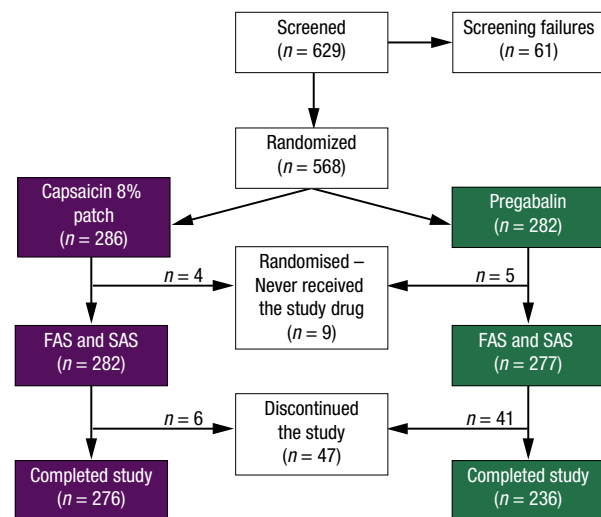 Screened
(n = 629)
Screening failures
(n = 61)
Randomized
(n = 568)
Capsaicin 8%
patch
(n = 286)
Pregabalin
(n = 282)
n = 4
Randomised –
Never received
the study drug
(n = 9)
n = 5
FAS and SAS
(n = 282)
FAS and SAS
(n = 277)
n = 6
Discontinued
the study
(n = 47)
n = 41
Completed study
(n = 276)
Completed study
(n = 236)